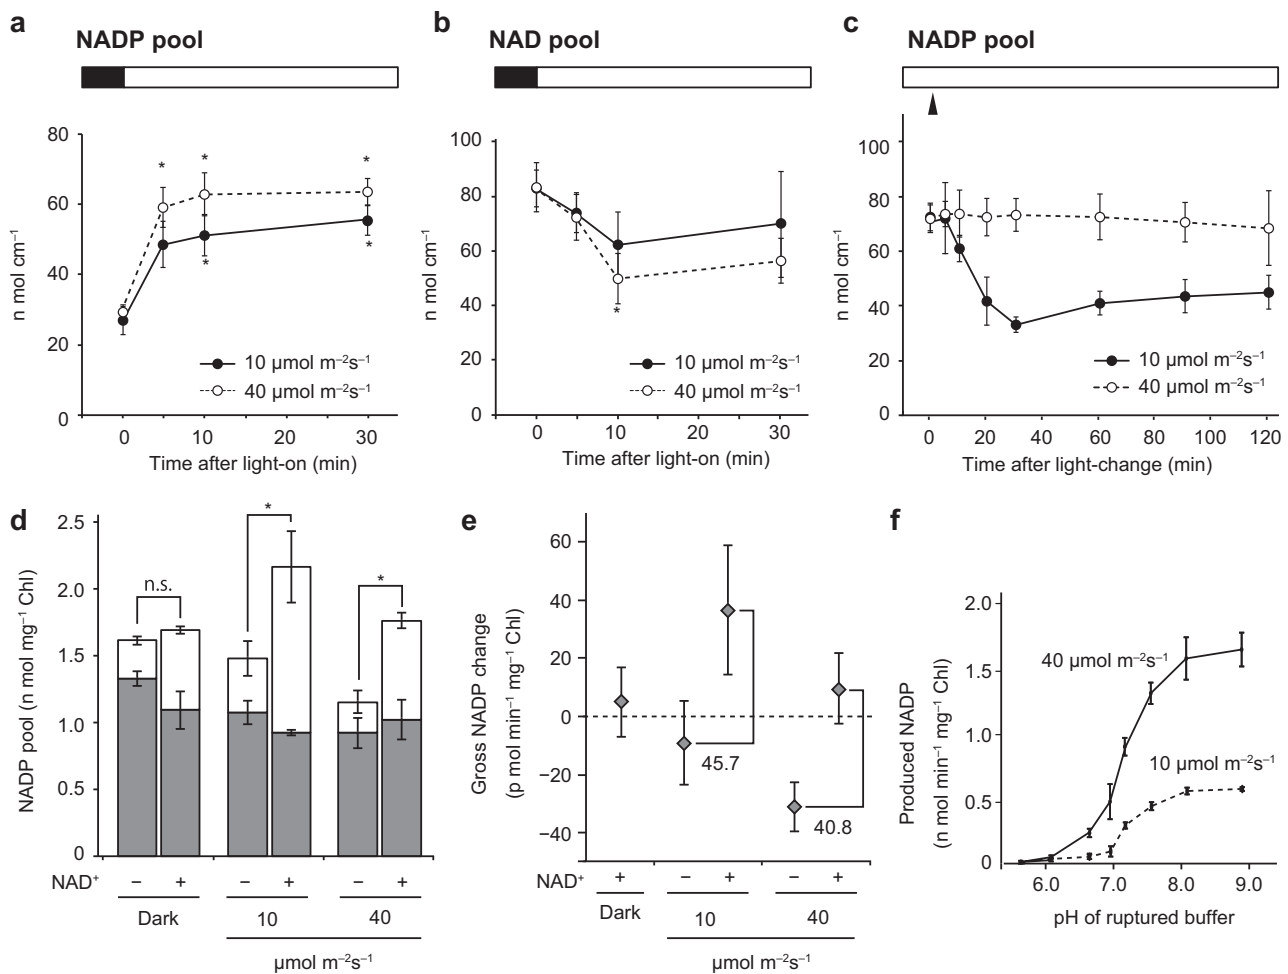 a
NADP pool
80
60
40
20
0
n mol cm⁻¹
*
*
*
*
*
10 µmol m⁻²s⁻¹
40 µmol m⁻²s⁻¹
0
10
20
30
Time after light-on (min)
b
NAD pool
100
80
60
40
20
0
n mol cm⁻¹
*
10 µmol m⁻²s⁻¹
40 µmol m⁻²s⁻¹
0
10
20
30
Time after light-on (min)
c
NADP pool
100
80
60
40
20
0
n mol cm⁻¹
10 µmol m⁻²s⁻¹
40 µmol m⁻²s⁻¹
0
20
40
60
80
100
120
Time after light-change (min)
d
2.5
2.0
1.5
1.0
0.5
0
NADP pool (n mol mg⁻¹ Chl)
n.s.
*
*
NAD⁺
− + − + − +
Dark
10
40
µmol m⁻²s⁻¹
e
60
40
20
0
−20
−40
Gross NADP change
(p mol min⁻¹ mg⁻¹ Chl)
45.7
40.8
NAD⁺
+ − + − +
Dark
10
40
µmol m⁻²s⁻¹
f
2.0
1.5
1.0
0.5
0
Produced NADP
(n mol min⁻¹ mg⁻¹ Chl)
40 µmol m⁻²s⁻¹
10 µmol m⁻²s⁻¹
6.0
7.0
8.0
9.0
pH of ruptured buffer